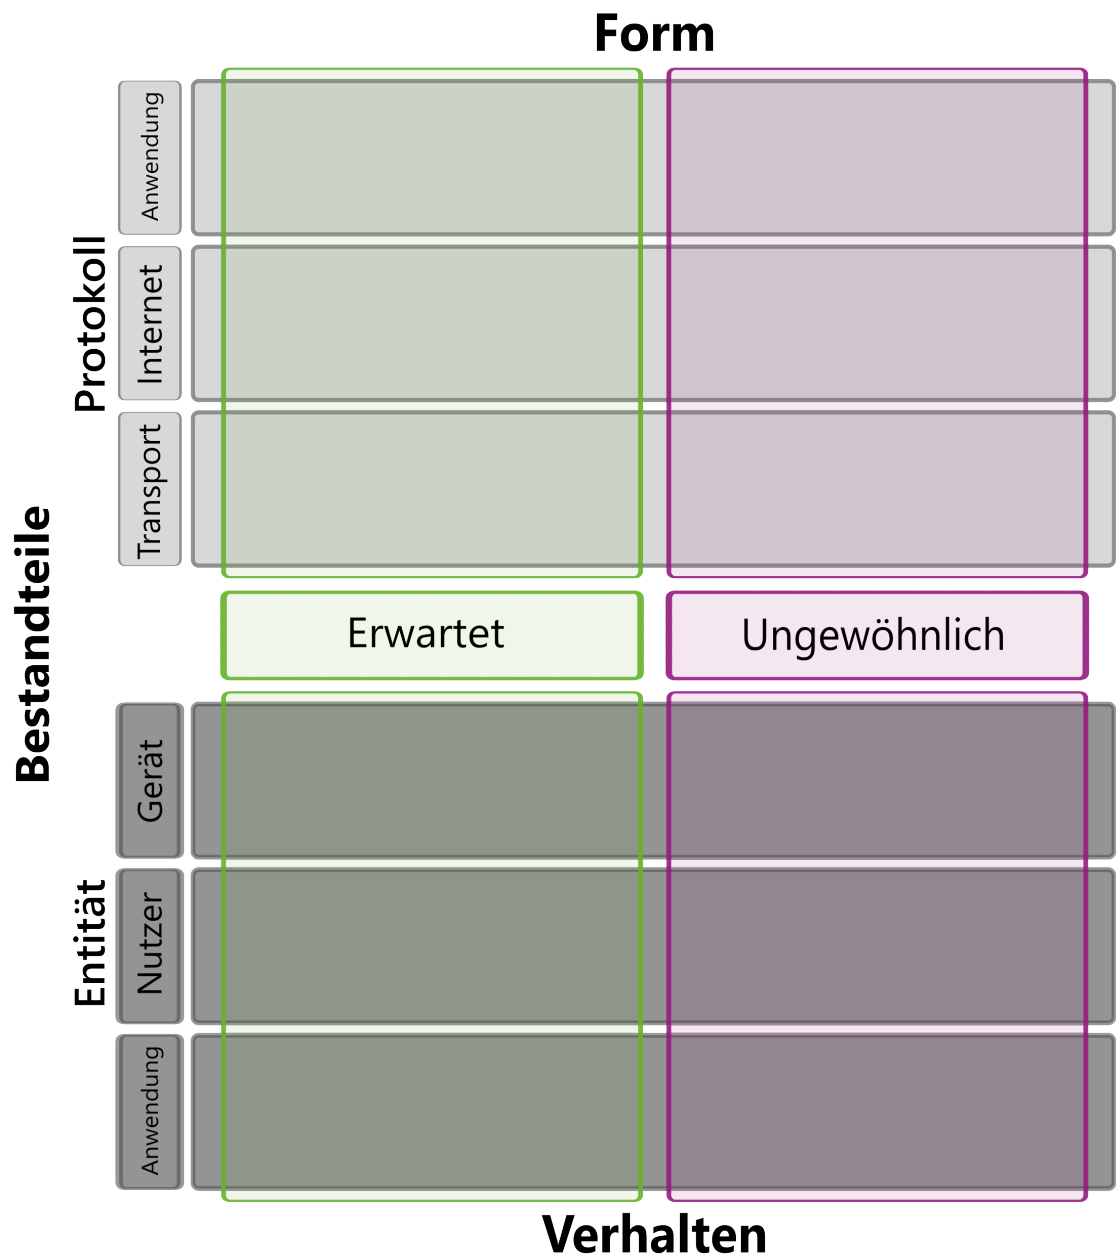 Form
Bestandteile
Protokoll
Anwendung
Internet
Transport
Erwartet
Ungewöhnlich
Entität
Gerät
Nutzer
Anwendung
Verhalten